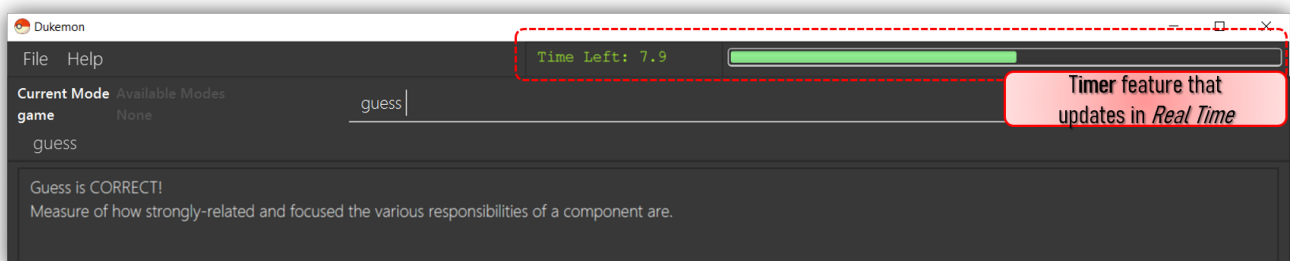 Dukemon
File Help
Time Left: 7.9
Timer feature that
updates in Real Time
Current Mode Available Modes
game None
guess
guess
Guess is CORRECT!
Measure of how strongly-related and focused the various responsibilities of a component are.